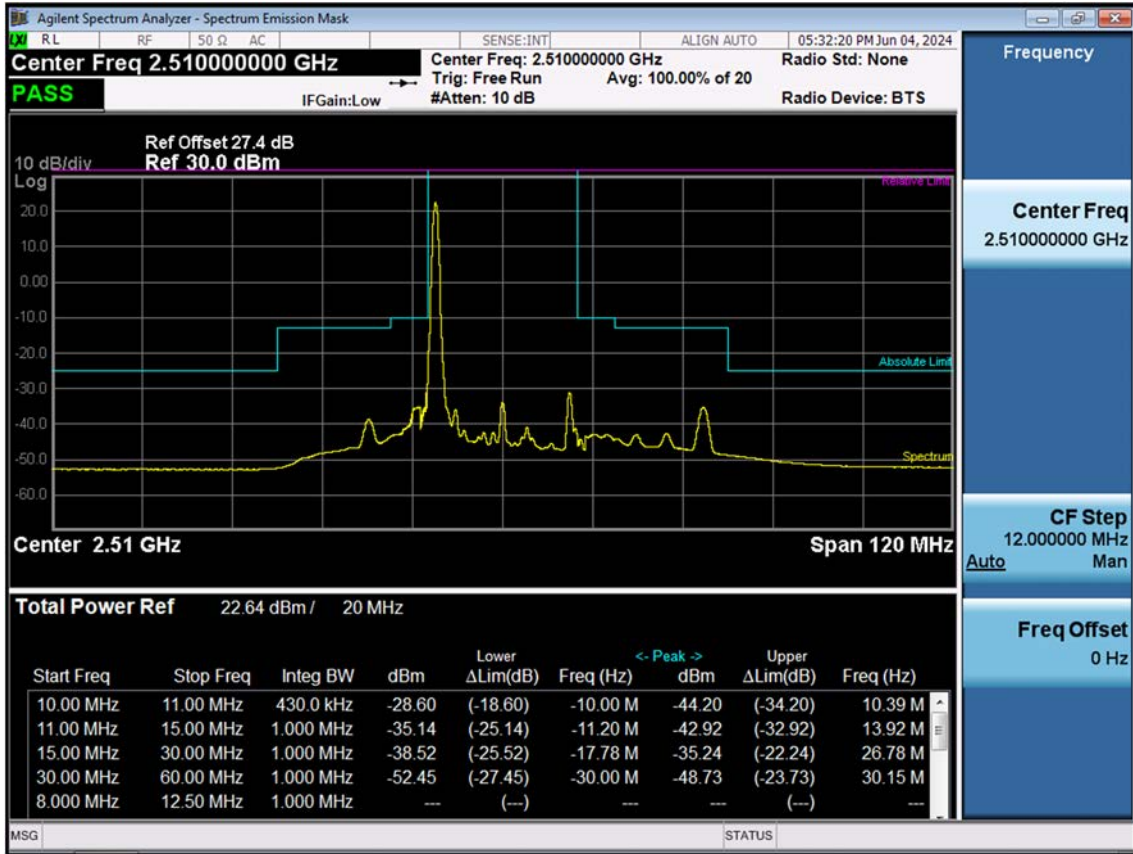 Agilent Spectrum Analyzer - Spectrum Emission Mask
LXI RL RF 50 Ω AC SENSE:INT ALIGN AUTO 05:32:20 PM Jun 04, 2024
Center Freq 2.510000000 GHz
Center Freq: 2.510000000 GHz
Radio Std: None
Trig: Free Run
Avg: 100.00% of 20
PASS
IFGain:Low
#Atten: 10 dB
Radio Device: BTS
Ref Offset 27.4 dB
10 dB/div
Ref 30.0 dBm
Log
Relative Limit
20.0
10.0
0.00
-10.0
-20.0
Absolute Limit
-30.0
-40.0
-50.0
Spectrum
-60.0
Center 2.51 GHz
Span 120 MHz
Total Power Ref 22.64 dBm / 20 MHz
Lower <- Peak -> Upper
Start Freq Stop Freq Integ BW dBm ΔLim(dB) Freq (Hz) dBm ΔLim(dB) Freq (Hz)
10.00 MHz 11.00 MHz 430.0 kHz -28.60 (-18.60) -10.00 M -44.20 (-34.20) 10.39 M
11.00 MHz 15.00 MHz 1.000 MHz -35.14 (-25.14) -11.20 M -42.92 (-32.92) 13.92 M
15.00 MHz 30.00 MHz 1.000 MHz -38.52 (-25.52) -17.78 M -35.24 (-22.24) 26.78 M
30.00 MHz 60.00 MHz 1.000 MHz -52.45 (-27.45) -30.00 M -48.73 (-23.73) 30.15 M
8.000 MHz 12.50 MHz 1.000 MHz --- (---) --- --- (---) ---
MSG
STATUS
Frequency
Center Freq
2.510000000 GHz
CF Step
12.000000 MHz
Auto Man
Freq Offset
0 Hz